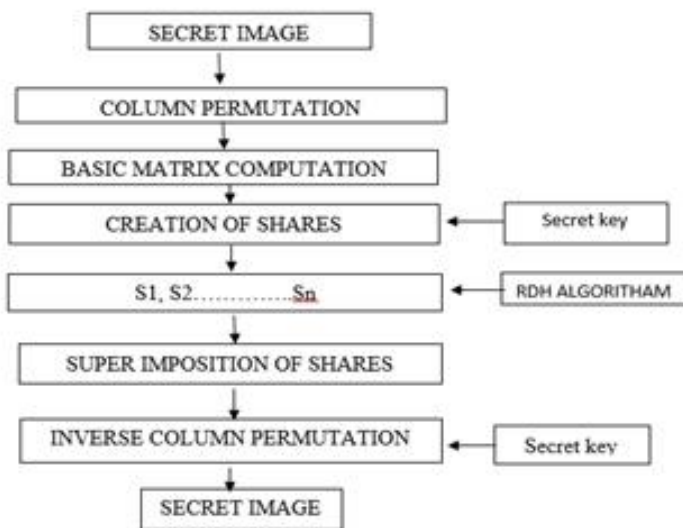 SECRET IMAGE
COLUMN PERMUTATION
BASIC MATRIX COMPUTATION
CREATION OF SHARES
Secret key
S1, S2………….Sn
RDH ALGORITHAM
SUPER IMPOSITION OF SHARES
INVERSE COLUMN PERMUTATION
Secret key
SECRET IMAGE